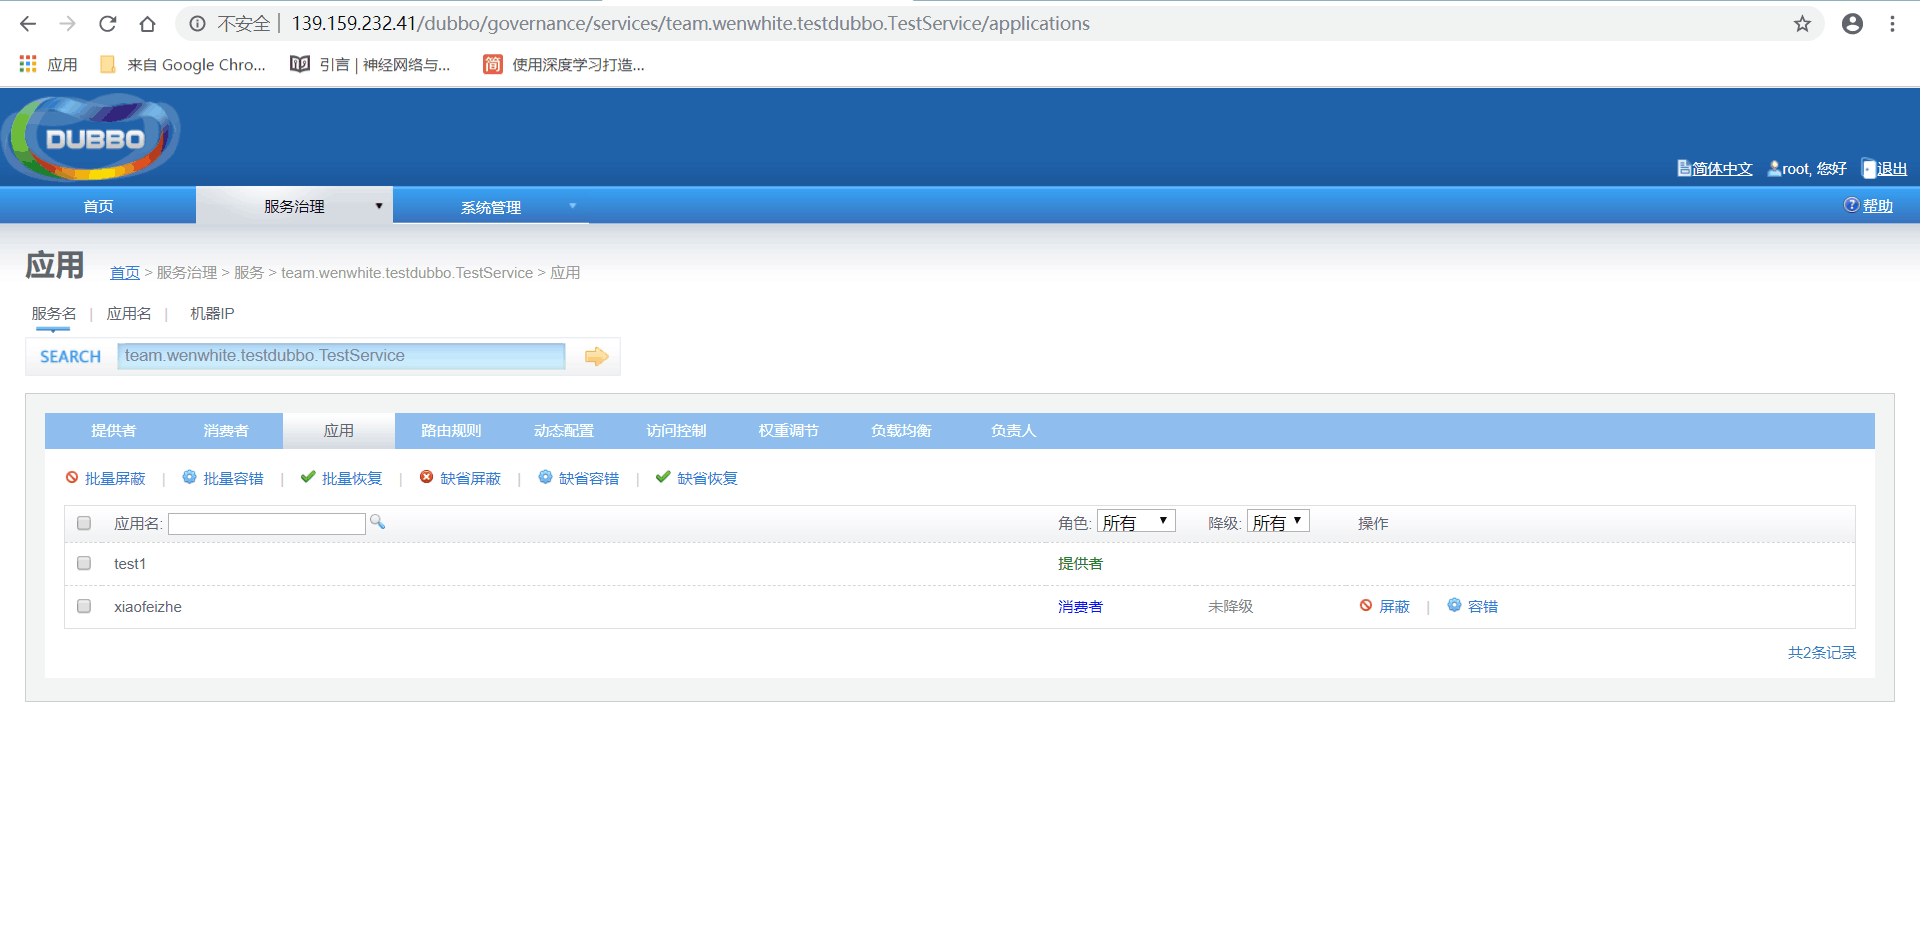 不安全 | 139.159.232.41/dubbo/governance/services/team.wenwhite.testdubbo.TestService/applications
应用 来自 Google Chro... 引言 | 神经网络与... 简 使用深度学习打造...
DUBBO
简体中文 root, 您好 退出
首页 服务治理 系统管理 帮助
应用 首页 > 服务治理 > 服务 > team.wenwhite.testdubbo.TestService > 应用
服务名 | 应用名 | 机器IP
SEARCH team.wenwhite.testdubbo.TestService
提供者 消费者 应用 路由规则 动态配置 访问控制 权重调节 负载均衡 负责人
批量屏蔽 | 批量容错 | 批量恢复 | 缺省屏蔽 | 缺省容错 | 缺省恢复
应用名: 角色: 所有 降级: 所有 操作
test1 提供者
xiaofeizhe 消费者 未降级 屏蔽 | 容错
共2条记录